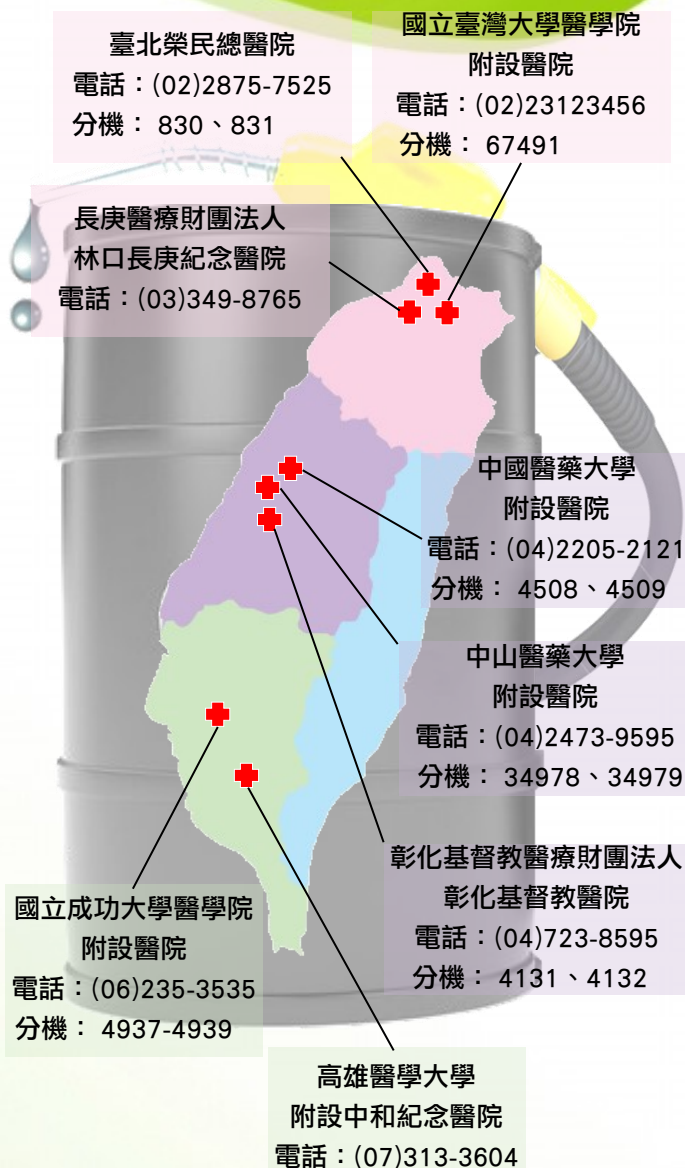 臺北榮民總醫院
電話：(02)2875-7525
分機： 830、831
國立臺灣大學醫學院
附設醫院
電話：(02)23123456
分機： 67491
長庚醫療財團法人
林口長庚紀念醫院
電話：(03)349-8765
中國醫藥大學
附設醫院
電話：(04)2205-2121
分機： 4508、4509
中山醫藥大學
附設醫院
電話：(04)2473-9595
分機： 34978、34979
彰化基督教醫療財團法人
彰化基督教醫院
電話：(04)723-8595
分機： 4131、4132
國立成功大學醫學院
附設醫院
電話：(06)235-3535
分機： 4937-4939
高雄醫學大學
附設中和紀念醫院
電話：(07)313-3604